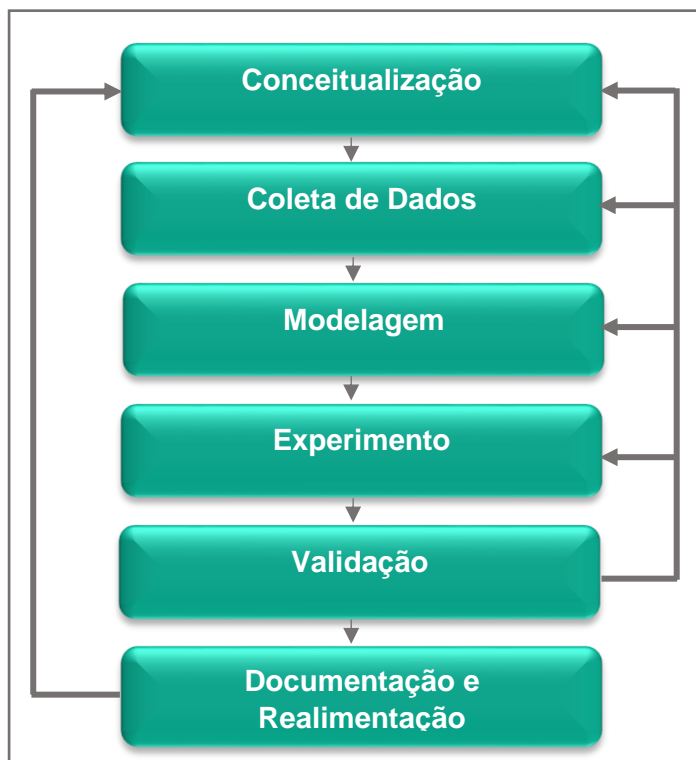 Conceitualização
Coleta de Dados
Modelagem
Experimento
Validação
Documentação e
Realimentação